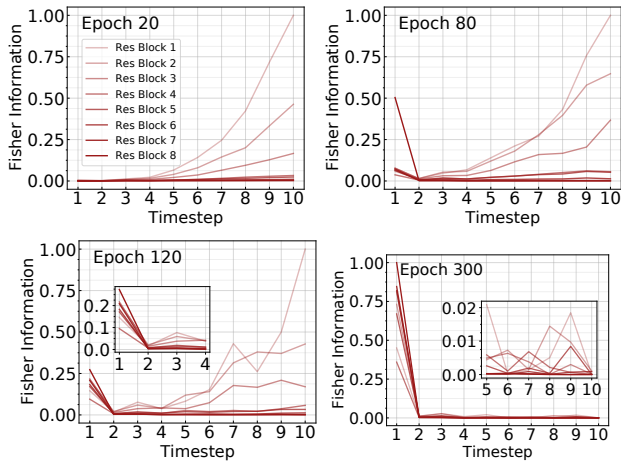 Epoch 20
Fisher Information
1.00
0.75
0.50
0.25
0.00
Res Block 1
Res Block 2
Res Block 3
Res Block 4
Res Block 5
Res Block 6
Res Block 7
Res Block 8
1 2 3 4 5 6 7 8 9 10
Timestep
Epoch 80
Fisher Information
1.00
0.75
0.50
0.25
0.00
1 2 3 4 5 6 7 8 9 10
Timestep
Epoch 120
Fisher Information
1.00
0.75
0.50
0.25
0.00
0.2
0.1
0.0
1 2 3 4
1 2 3 4 5 6 7 8 9 10
Timestep
Epoch 300
Fisher Information
1.00
0.75
0.50
0.25
0.00
0.02
0.01
0.00
5 6 7 8 9 10
1 2 3 4 5 6 7 8 9 10
Timestep